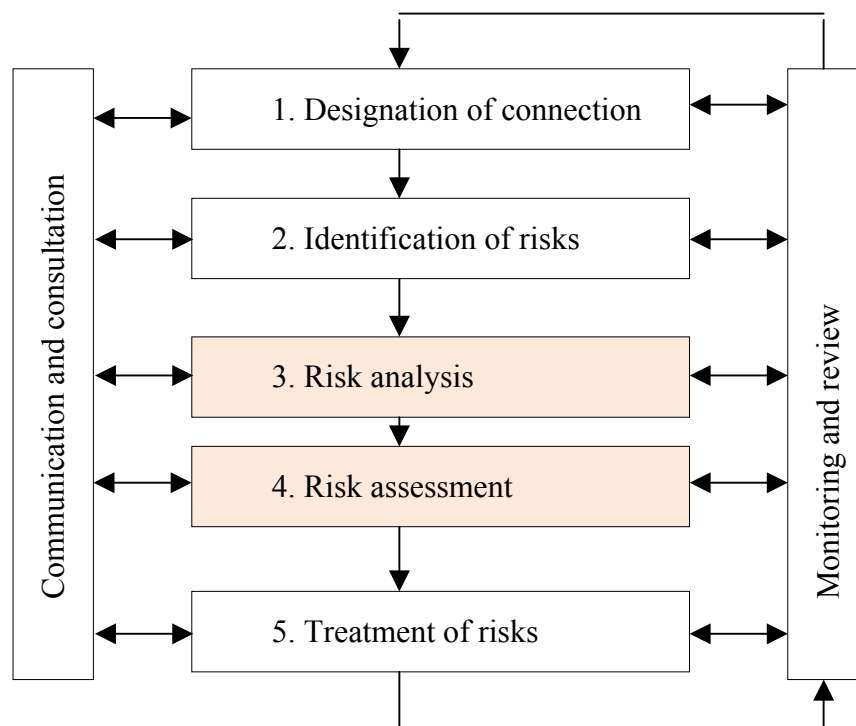 Communication and consultation
1. Designation of connection
2. Identification of risks
3. Risk analysis
4. Risk assessment
5. Treatment of risks
Monitoring and review